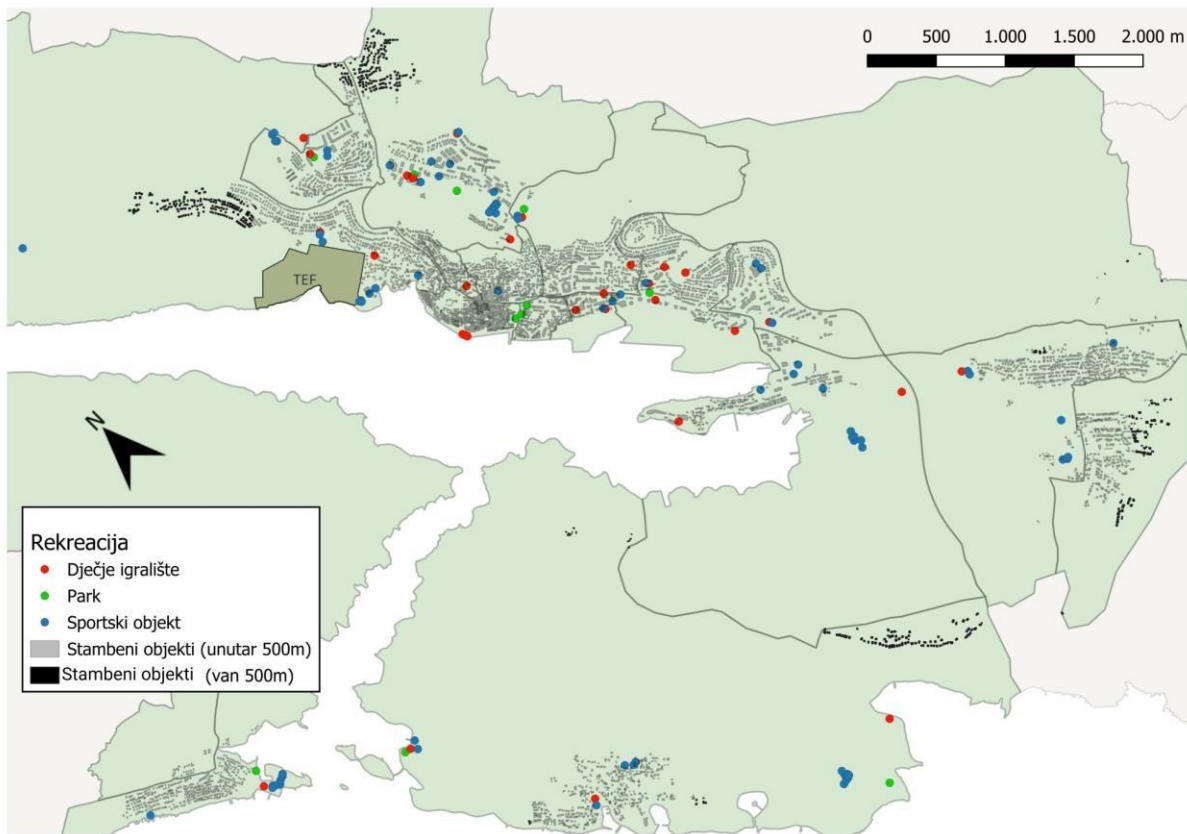 0 500 1.000 1.500 2.000 m
TEF
N
Rekreacija
Dječje igralište
Park
Sportski objekt
Stambeni objekti (unutar 500m)
Stambeni objekti (van 500m)